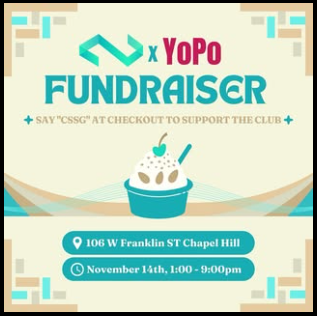 x YoPo
FUNDRAISER
SAY "CSSG" AT CHECKOUT TO SUPPORT THE CLUB
106 W Franklin ST Chapel Hill
November 14th, 1:00 - 9:00pm